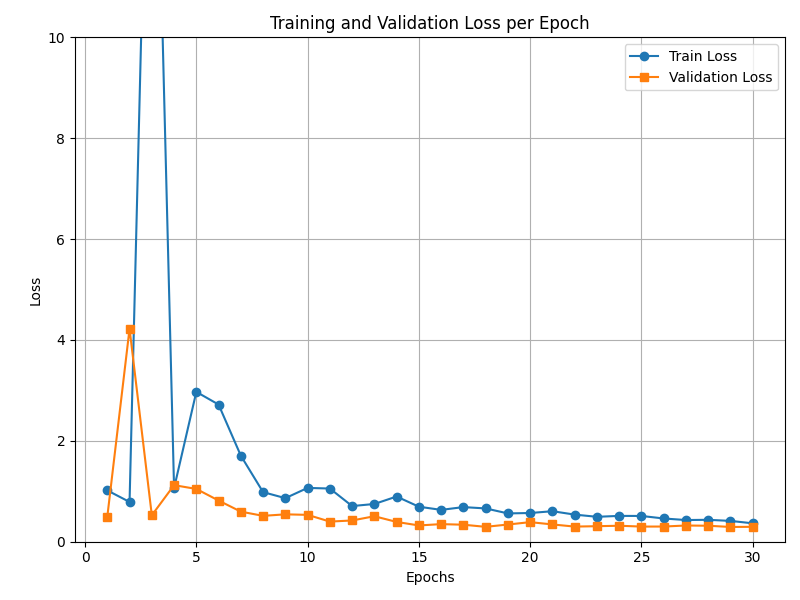 Training and Validation Loss per Epoch
Train Loss
Validation Loss
10
8
6
4
2
0
Loss
0 5 10 15 20 25 30
Epochs